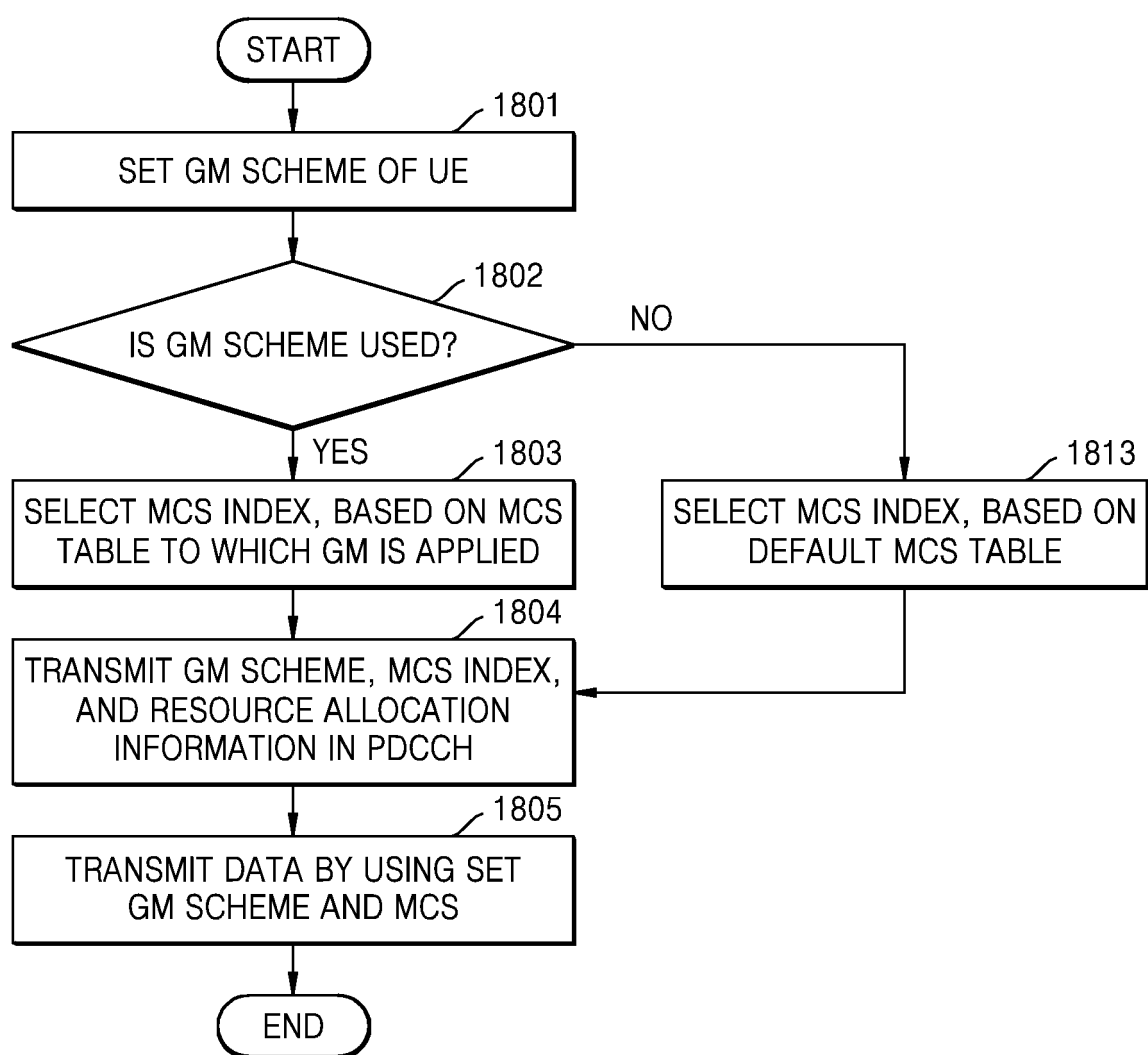 START
1801
SET GM SCHEME OF UE
1802
IS GM SCHEME USED?
NO
YES
1803
SELECT MCS INDEX, BASED ON MCS
TABLE TO WHICH GM IS APPLIED
1813
SELECT MCS INDEX, BASED ON
DEFAULT MCS TABLE
1804
TRANSMIT GM SCHEME, MCS INDEX,
AND RESOURCE ALLOCATION
INFORMATION IN PDCCH
1805
TRANSMIT DATA BY USING SET
GM SCHEME AND MCS
END